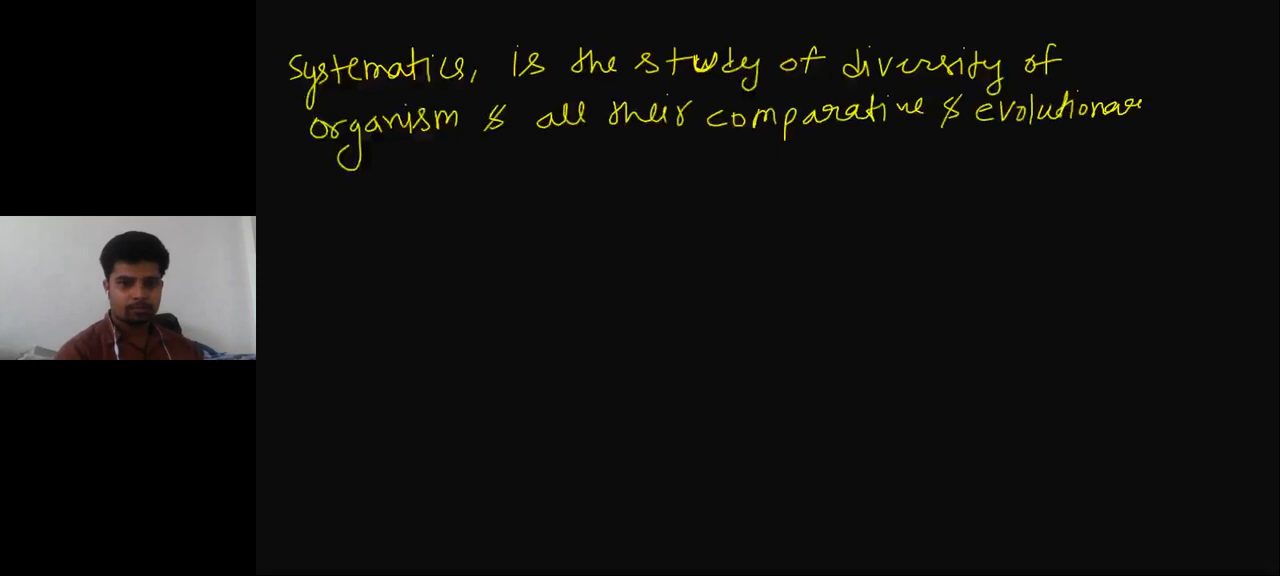 Systematics, is the study of diversity of
organism & all their comparative & evolutionar